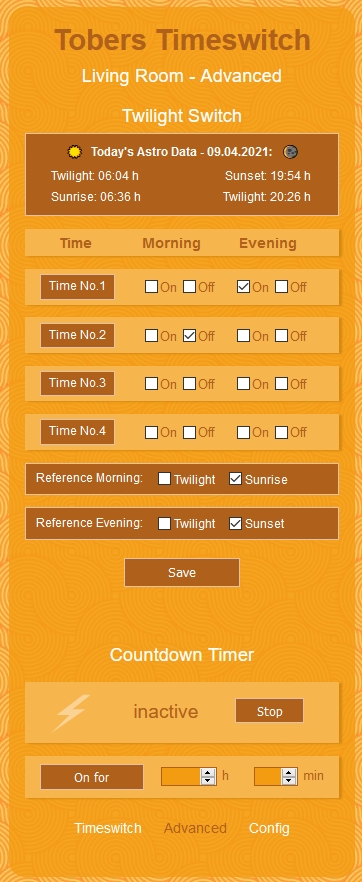 Tobers Timeswitch
Living Room - Advanced
Twilight Switch
Today's Astro Data - 09.04.2021:
Twilight: 06:04 h Sunset: 19:54 h
Sunrise: 06:36 h Twilight: 20:26 h
Time Morning Evening
Time No.1 On Off On Off
Time No.2 On Off On Off
Time No.3 On Off On Off
Time No.4 On Off On Off
Reference Morning: Twilight Sunrise
Reference Evening: Twilight Sunset
Save
Countdown Timer
inactive Stop
On for h min
Timeswitch Advanced Config